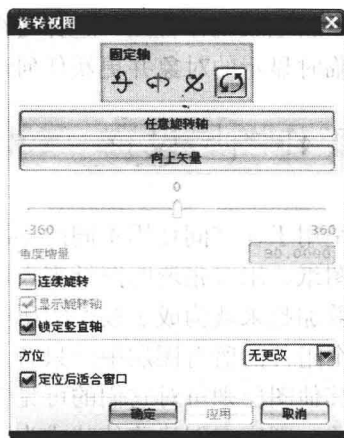 旋转视图
固定轴
任意旋转轴
向上矢量
0
-360 360
角度增量
连续旋转
显示旋转轴
锁定竖直轴
方位 无更改
定位后适合窗口
确定 应用 取消